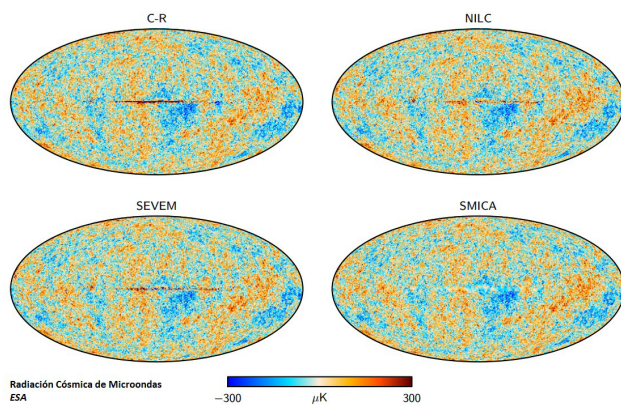 C-R
NILC
SEVEM
SMICA
Radiación Cósmica de Microondas
ESA
−300
μK
300